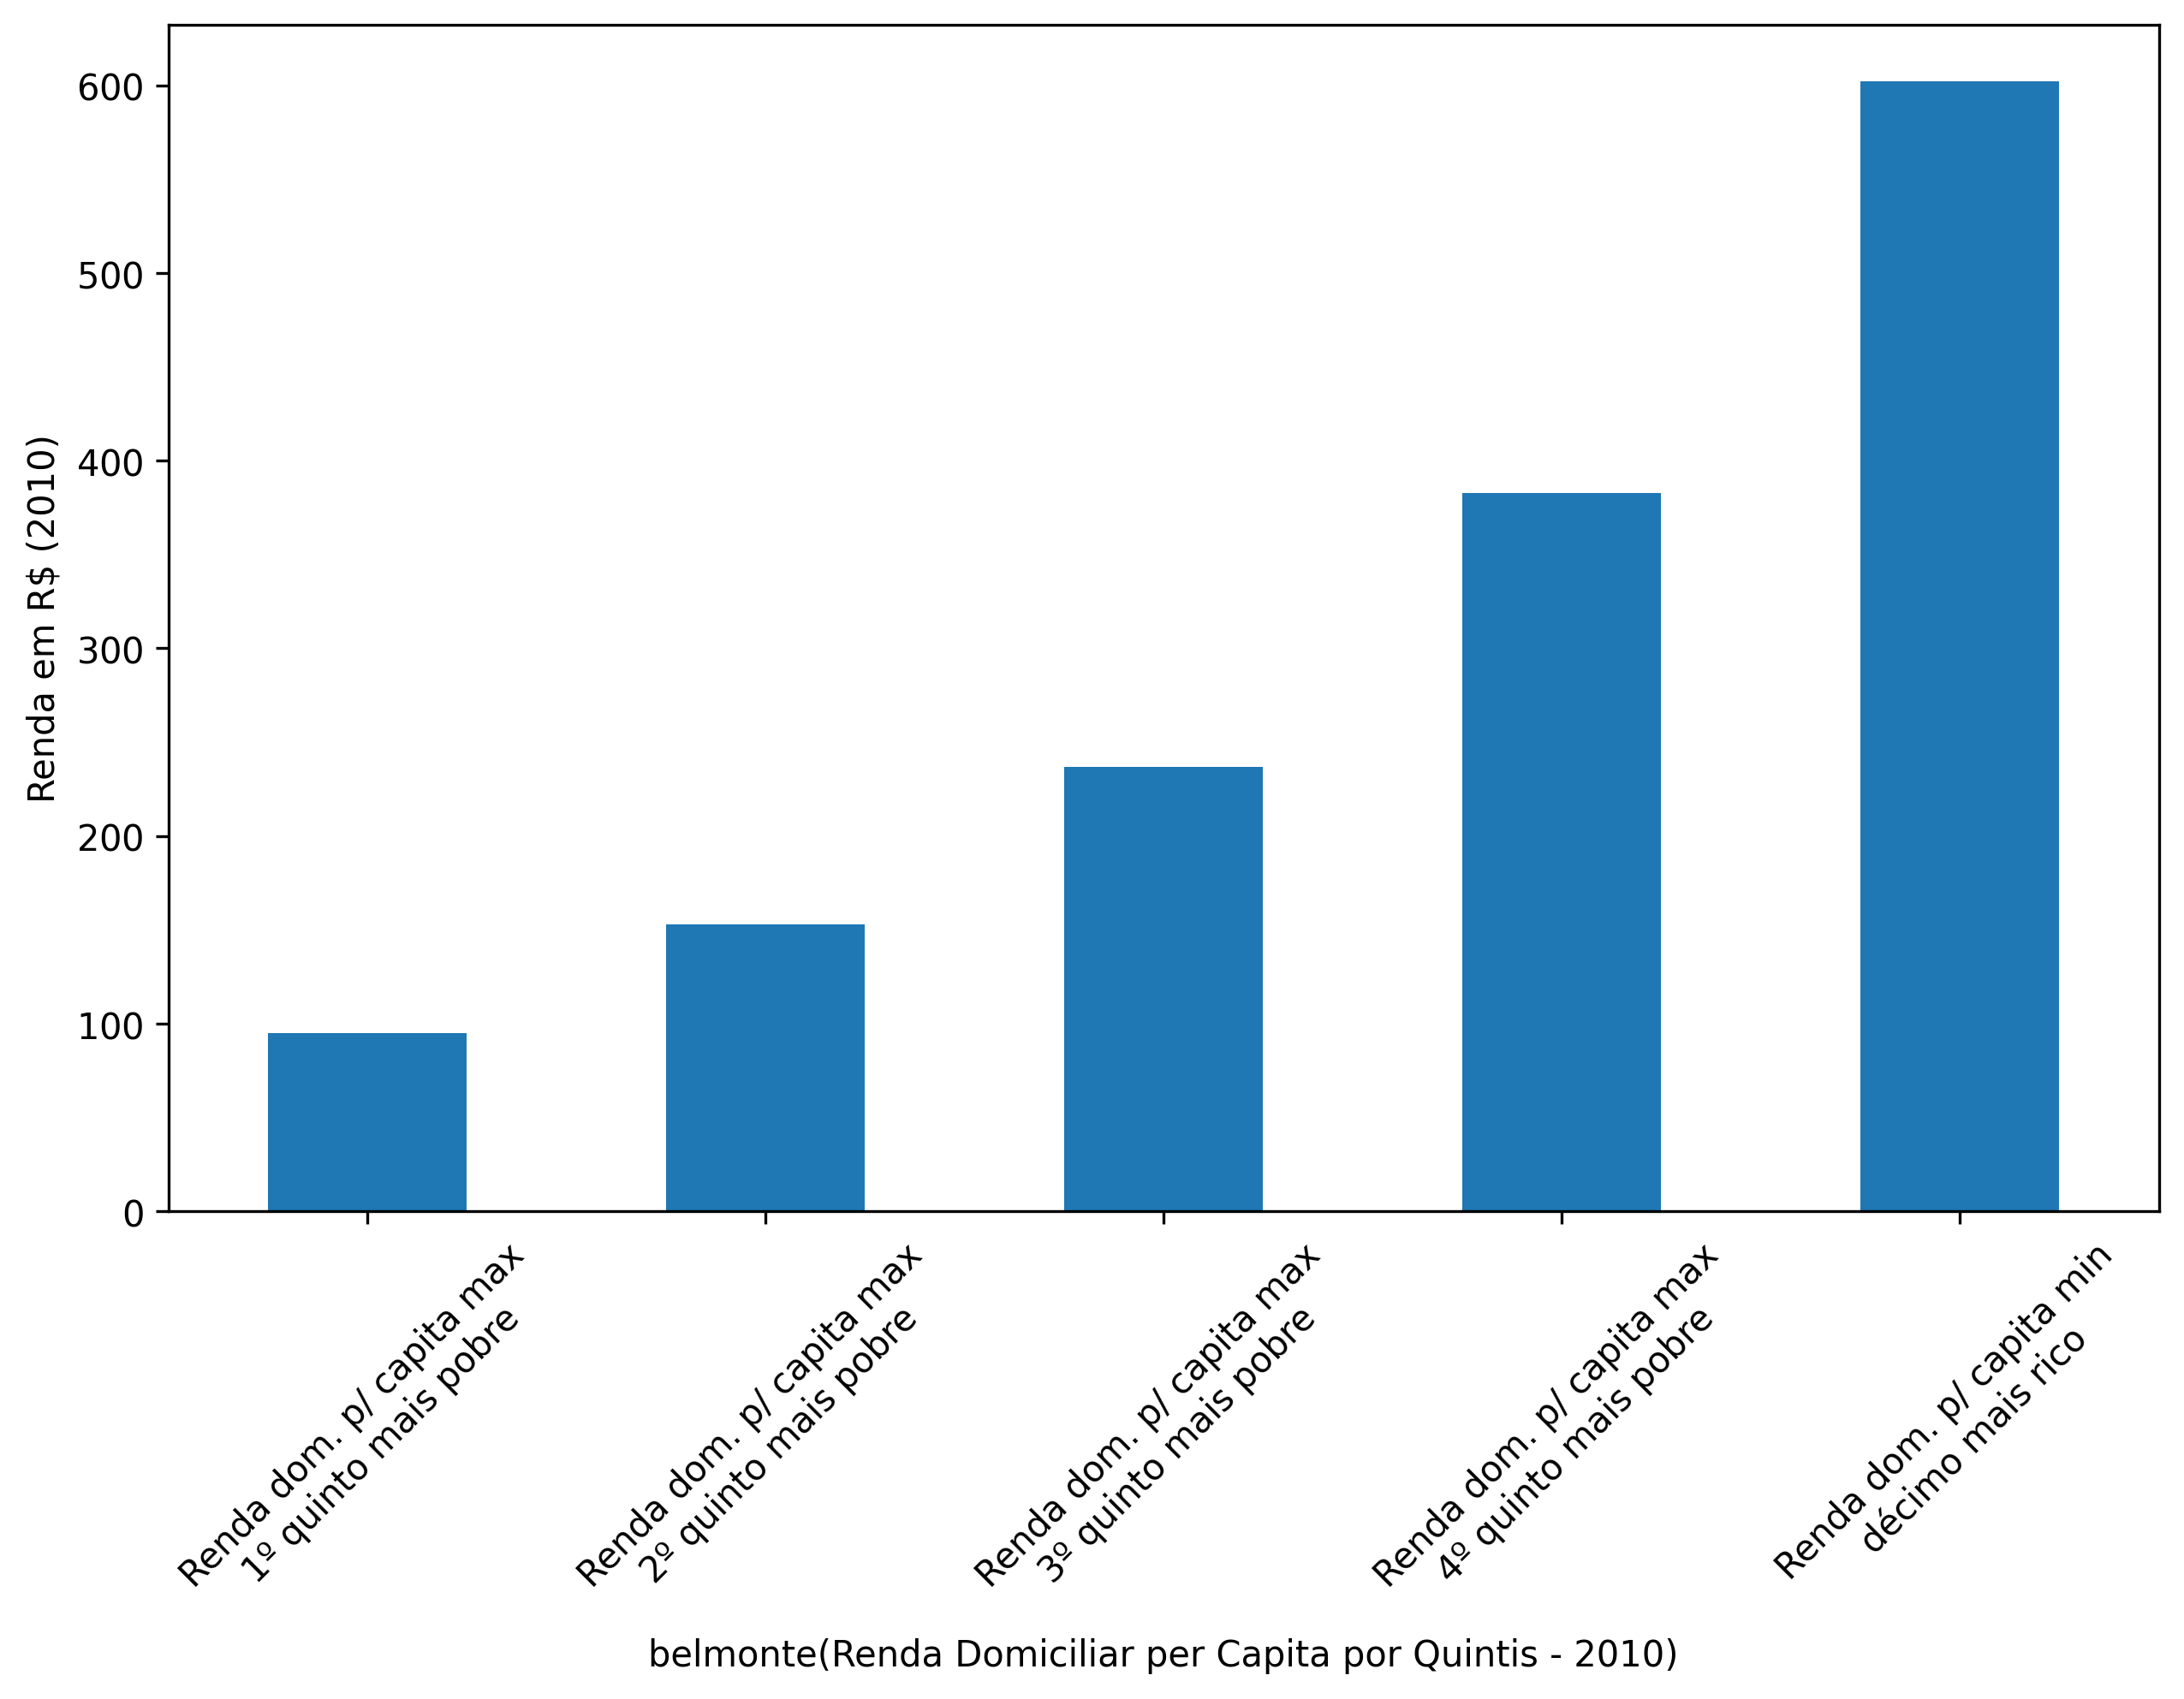 600
500
400
300
200
100
0
Renda em R$ (2010)
Renda dom. p/ capita max
1º quinto mais pobre
Renda dom. p/ capita max
2º quinto mais pobre
Renda dom. p/ capita max
3º quinto mais pobre
Renda dom. p/ capita max
4º quinto mais pobre
Renda dom. p/ capita min
décimo mais rico
belmonte(Renda Domiciliar per Capita por Quintis - 2010)